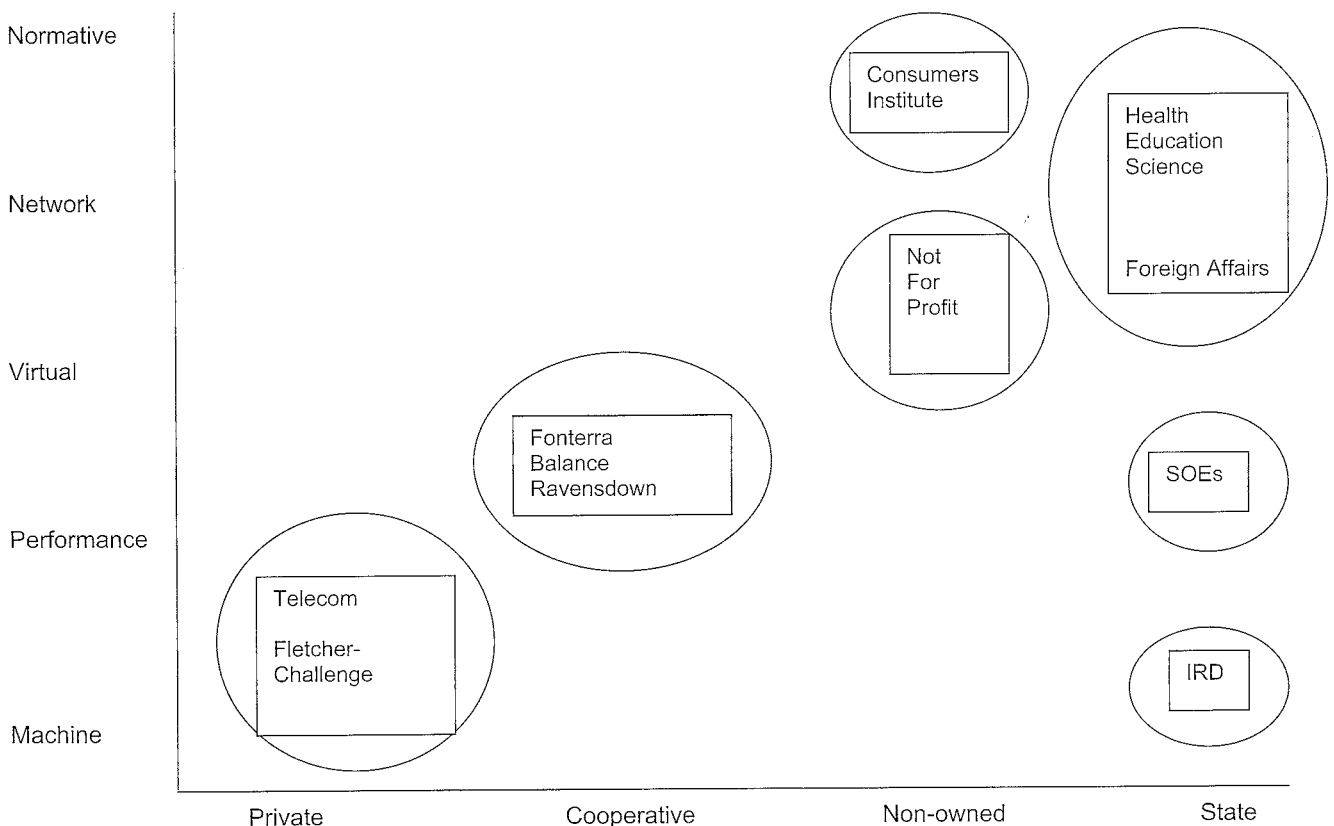 Normative
Consumers
Institute
Health
Education
Science
Network
Not
For
Profit
Foreign Affairs
Virtual
Fonterra
Balance
Ravensdown
SOEs
Performance
Telecom
Fletcher-
Challenge
IRD
Machine
Private
Cooperative
Non-owned
State